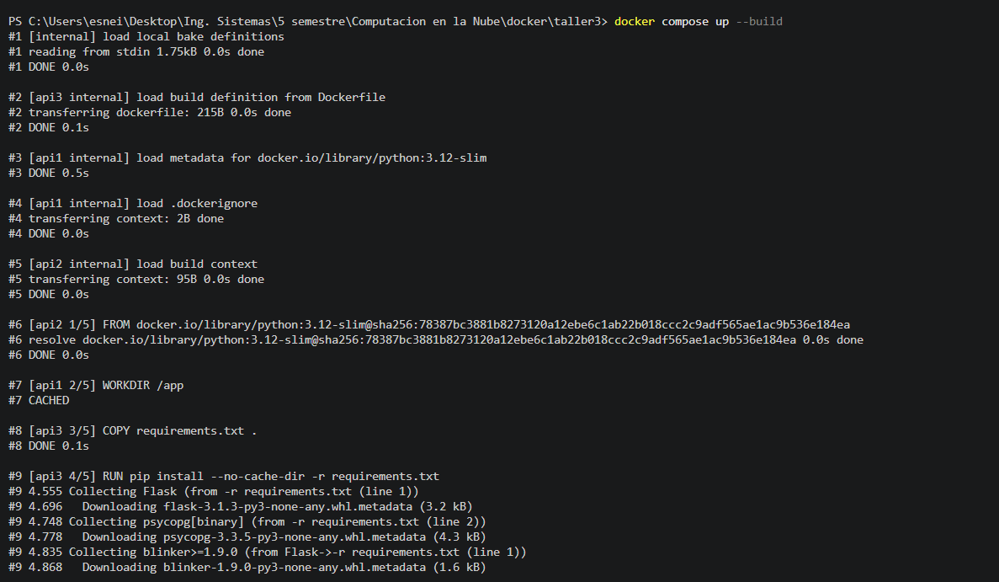 PS C:\Users\esnei\Desktop\Ing. Sistemas\5 semestre\Computacion en la Nube\docker\taller3> docker compose up --build
#1 [internal] load local bake definitions
#1 reading from stdin 1.75kB 0.0s done
#1 DONE 0.0s
#2 [api3 internal] load build definition from Dockerfile
#2 transferring dockerfile: 215B 0.0s done
#2 DONE 0.1s
#3 [api1 internal] load metadata for docker.io/library/python:3.12-slim
#3 DONE 0.5s
#4 [api1 internal] load .dockerignore
#4 transferring context: 2B done
#4 DONE 0.0s
#5 [api2 internal] load build context
#5 transferring context: 95B 0.0s done
#5 DONE 0.0s
#6 [api2 1/5] FROM docker.io/library/python:3.12-slim@sha256:78387bc3881b8273120a12ebe6c1ab22b018ccc2c9adf565ae1ac9b536e184ea
#6 resolve docker.io/library/python:3.12-slim@sha256:78387bc3881b8273120a12ebe6c1ab22b018ccc2c9adf565ae1ac9b536e184ea 0.0s done
#6 DONE 0.0s
#7 [api1 2/5] WORKDIR /app
#7 CACHED
#8 [api3 3/5] COPY requirements.txt .
#8 DONE 0.1s
#9 [api3 4/5] RUN pip install --no-cache-dir -r requirements.txt
#9 4.555 Collecting Flask (from -r requirements.txt (line 1))
#9 4.696   Downloading flask-3.1.3-py3-none-any.whl.metadata (3.2 kB)
#9 4.748 Collecting psycopg[binary] (from -r requirements.txt (line 2))
#9 4.778   Downloading psycopg-3.3.5-py3-none-any.whl.metadata (4.3 kB)
#9 4.835 Collecting blinker>=1.9.0 (from Flask->-r requirements.txt (line 1))
#9 4.868   Downloading blinker-1.9.0-py3-none-any.whl.metadata (1.6 kB)